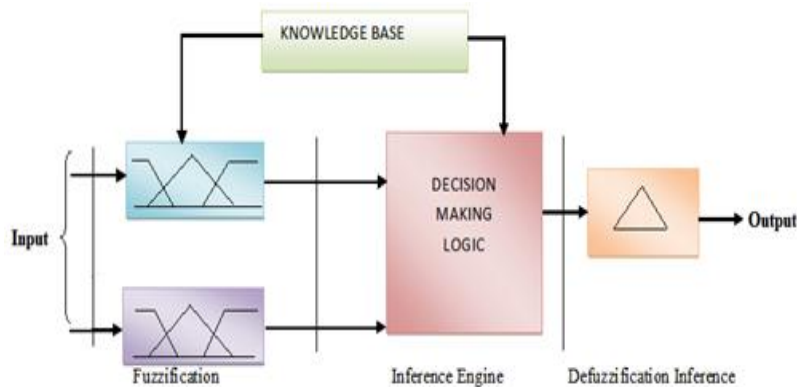 KNOWLEDGE BASE
DECISION
MAKING
LOGIC
Input
Output
Fuzzification
Inference Engine
Defuzzification Inference